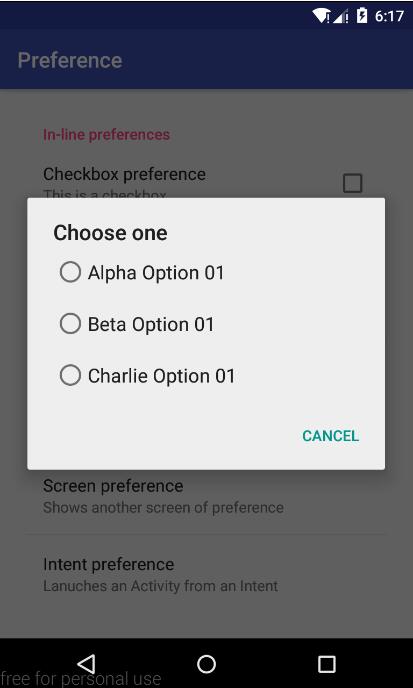 6:17
Preference
In-line preferences
Checkbox preference
This is a checkbox
Choose one
Alpha Option 01
Beta Option 01
Charlie Option 01
CANCEL
Screen preference
Shows another screen of preference
Intent preference
Lanuches an Activity from an Intent
free for personal use